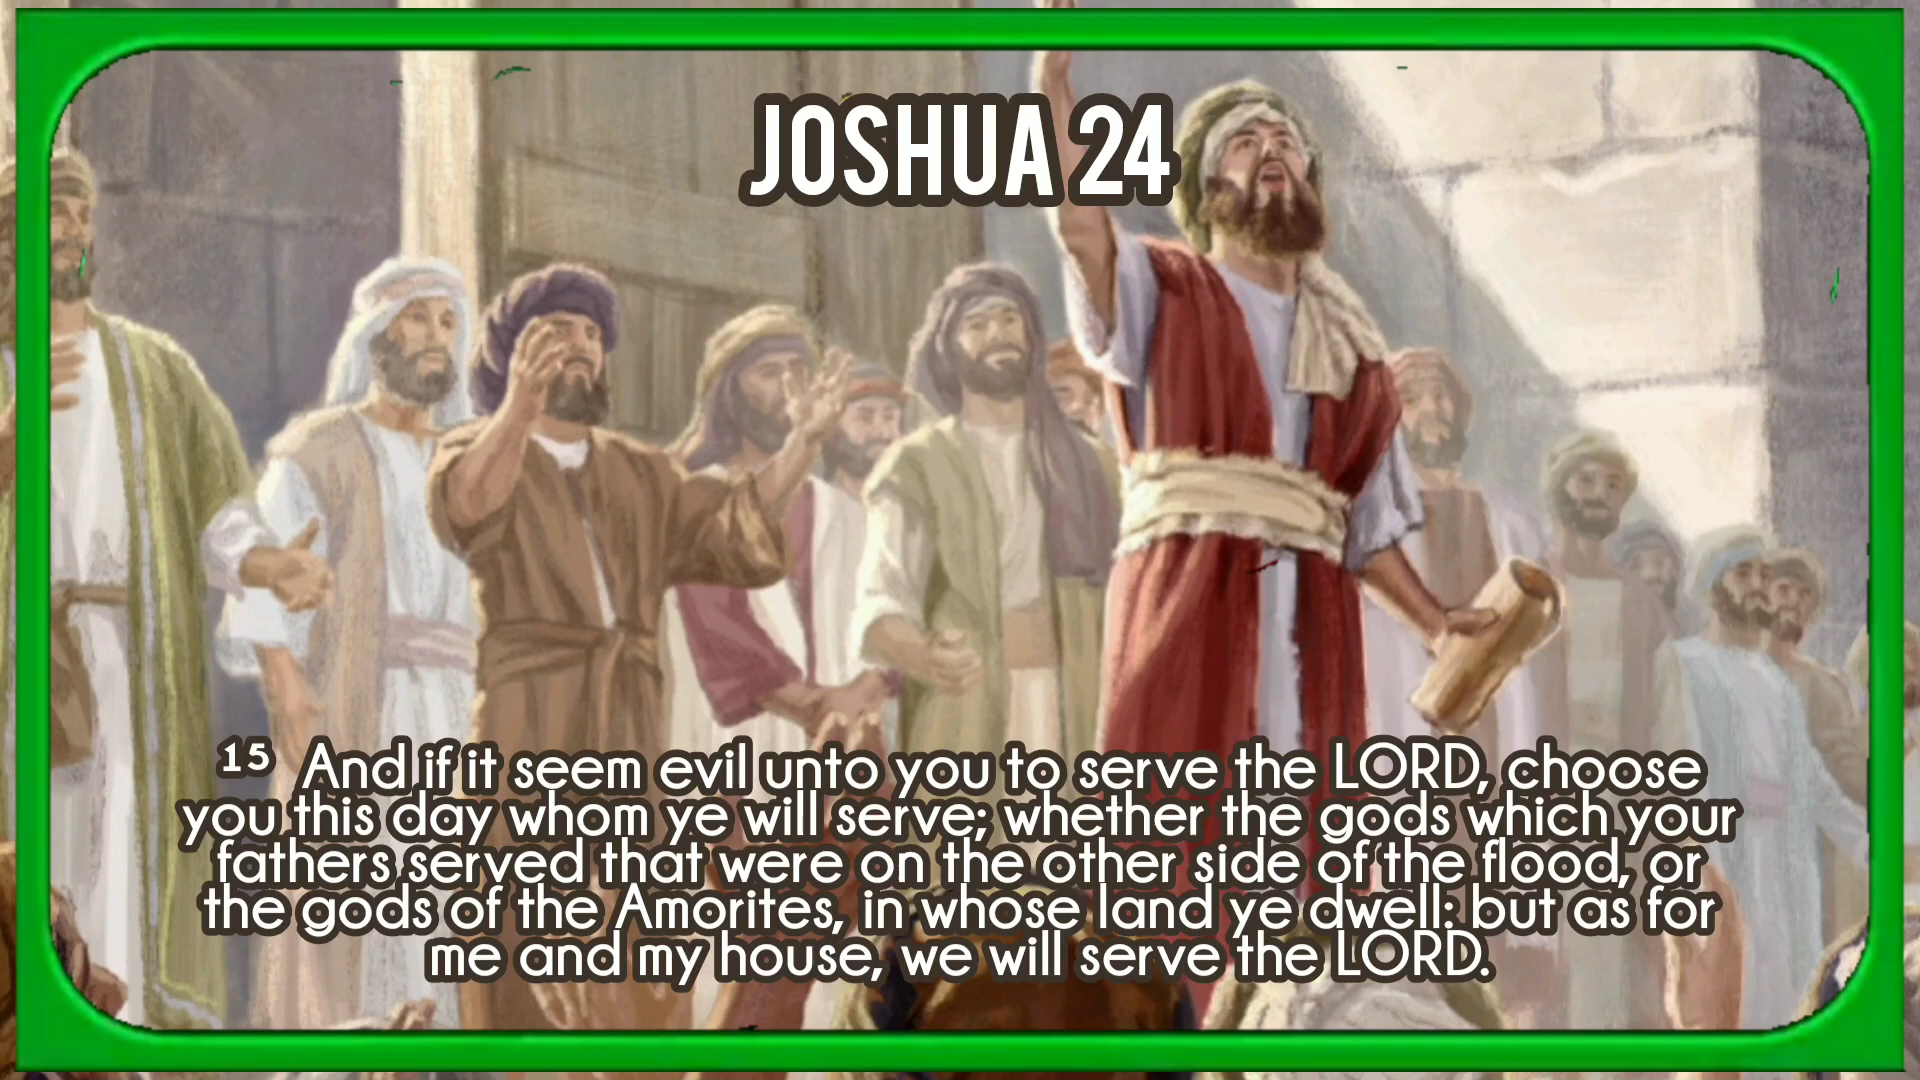 JOSHUA 24
15 And if it seem evil unto you to serve the LORD, choose
you this day whom ye will serve; whether the gods which your
fathers served that were on the other side of the flood, or
the gods of the Amorites, in whose land ye dwell: but as for
me and my house, we will serve the LORD.